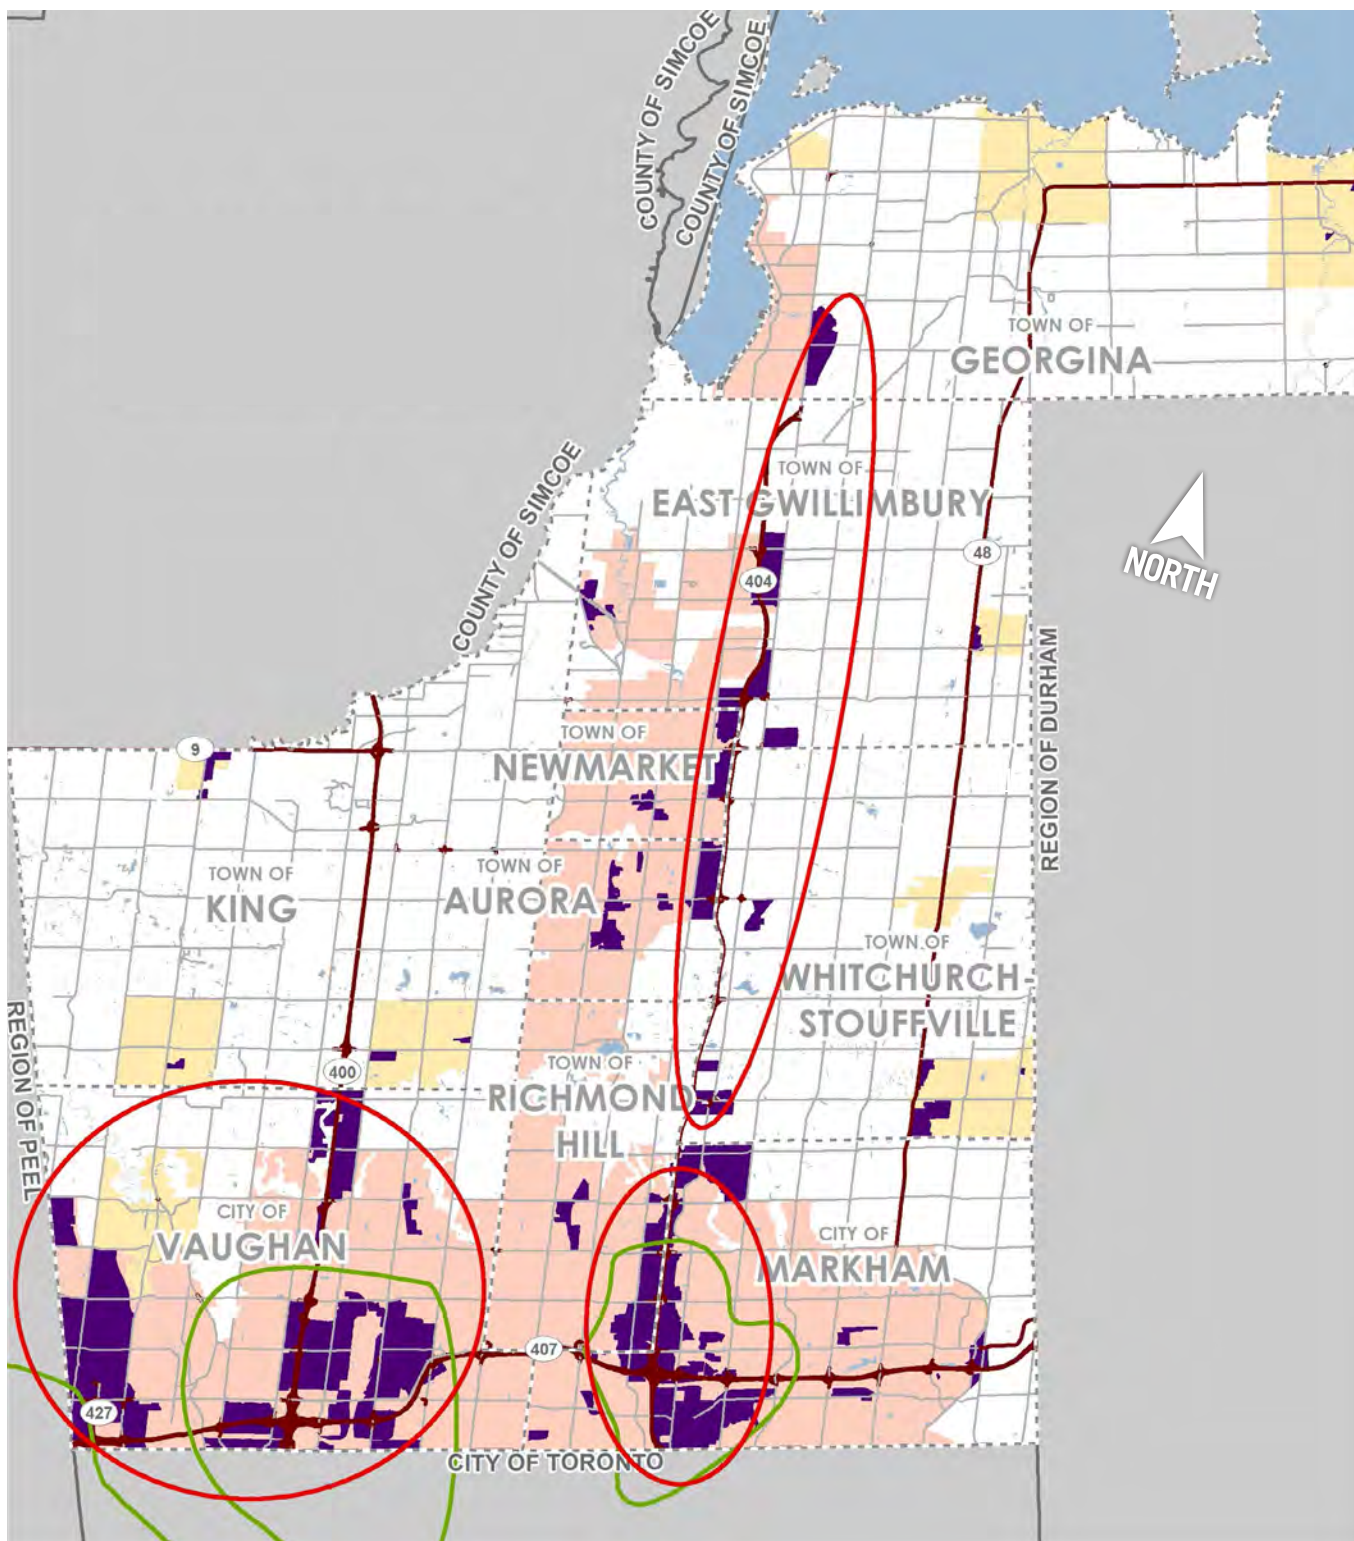 COUNTY OF SIMCOE
COUNTY OF SIMCOE
TOWN OF
GEORGINA
TOWN OF
EAST GWILLIMBURY
COUNTY OF SIMCOE
48
404
NORTH
REGION OF DURHAM
9
TOWN OF
NEWMARKET
TOWN OF
KING
TOWN OF
AURORA
TOWN OF
WHITCHURCH-
STOUFFVILLE
REGION OF PEEL
400
TOWN OF
RICHMOND
HILL
CITY OF
VAUGHAN
CITY OF
MARKHAM
407
427
CITY OF TORONTO